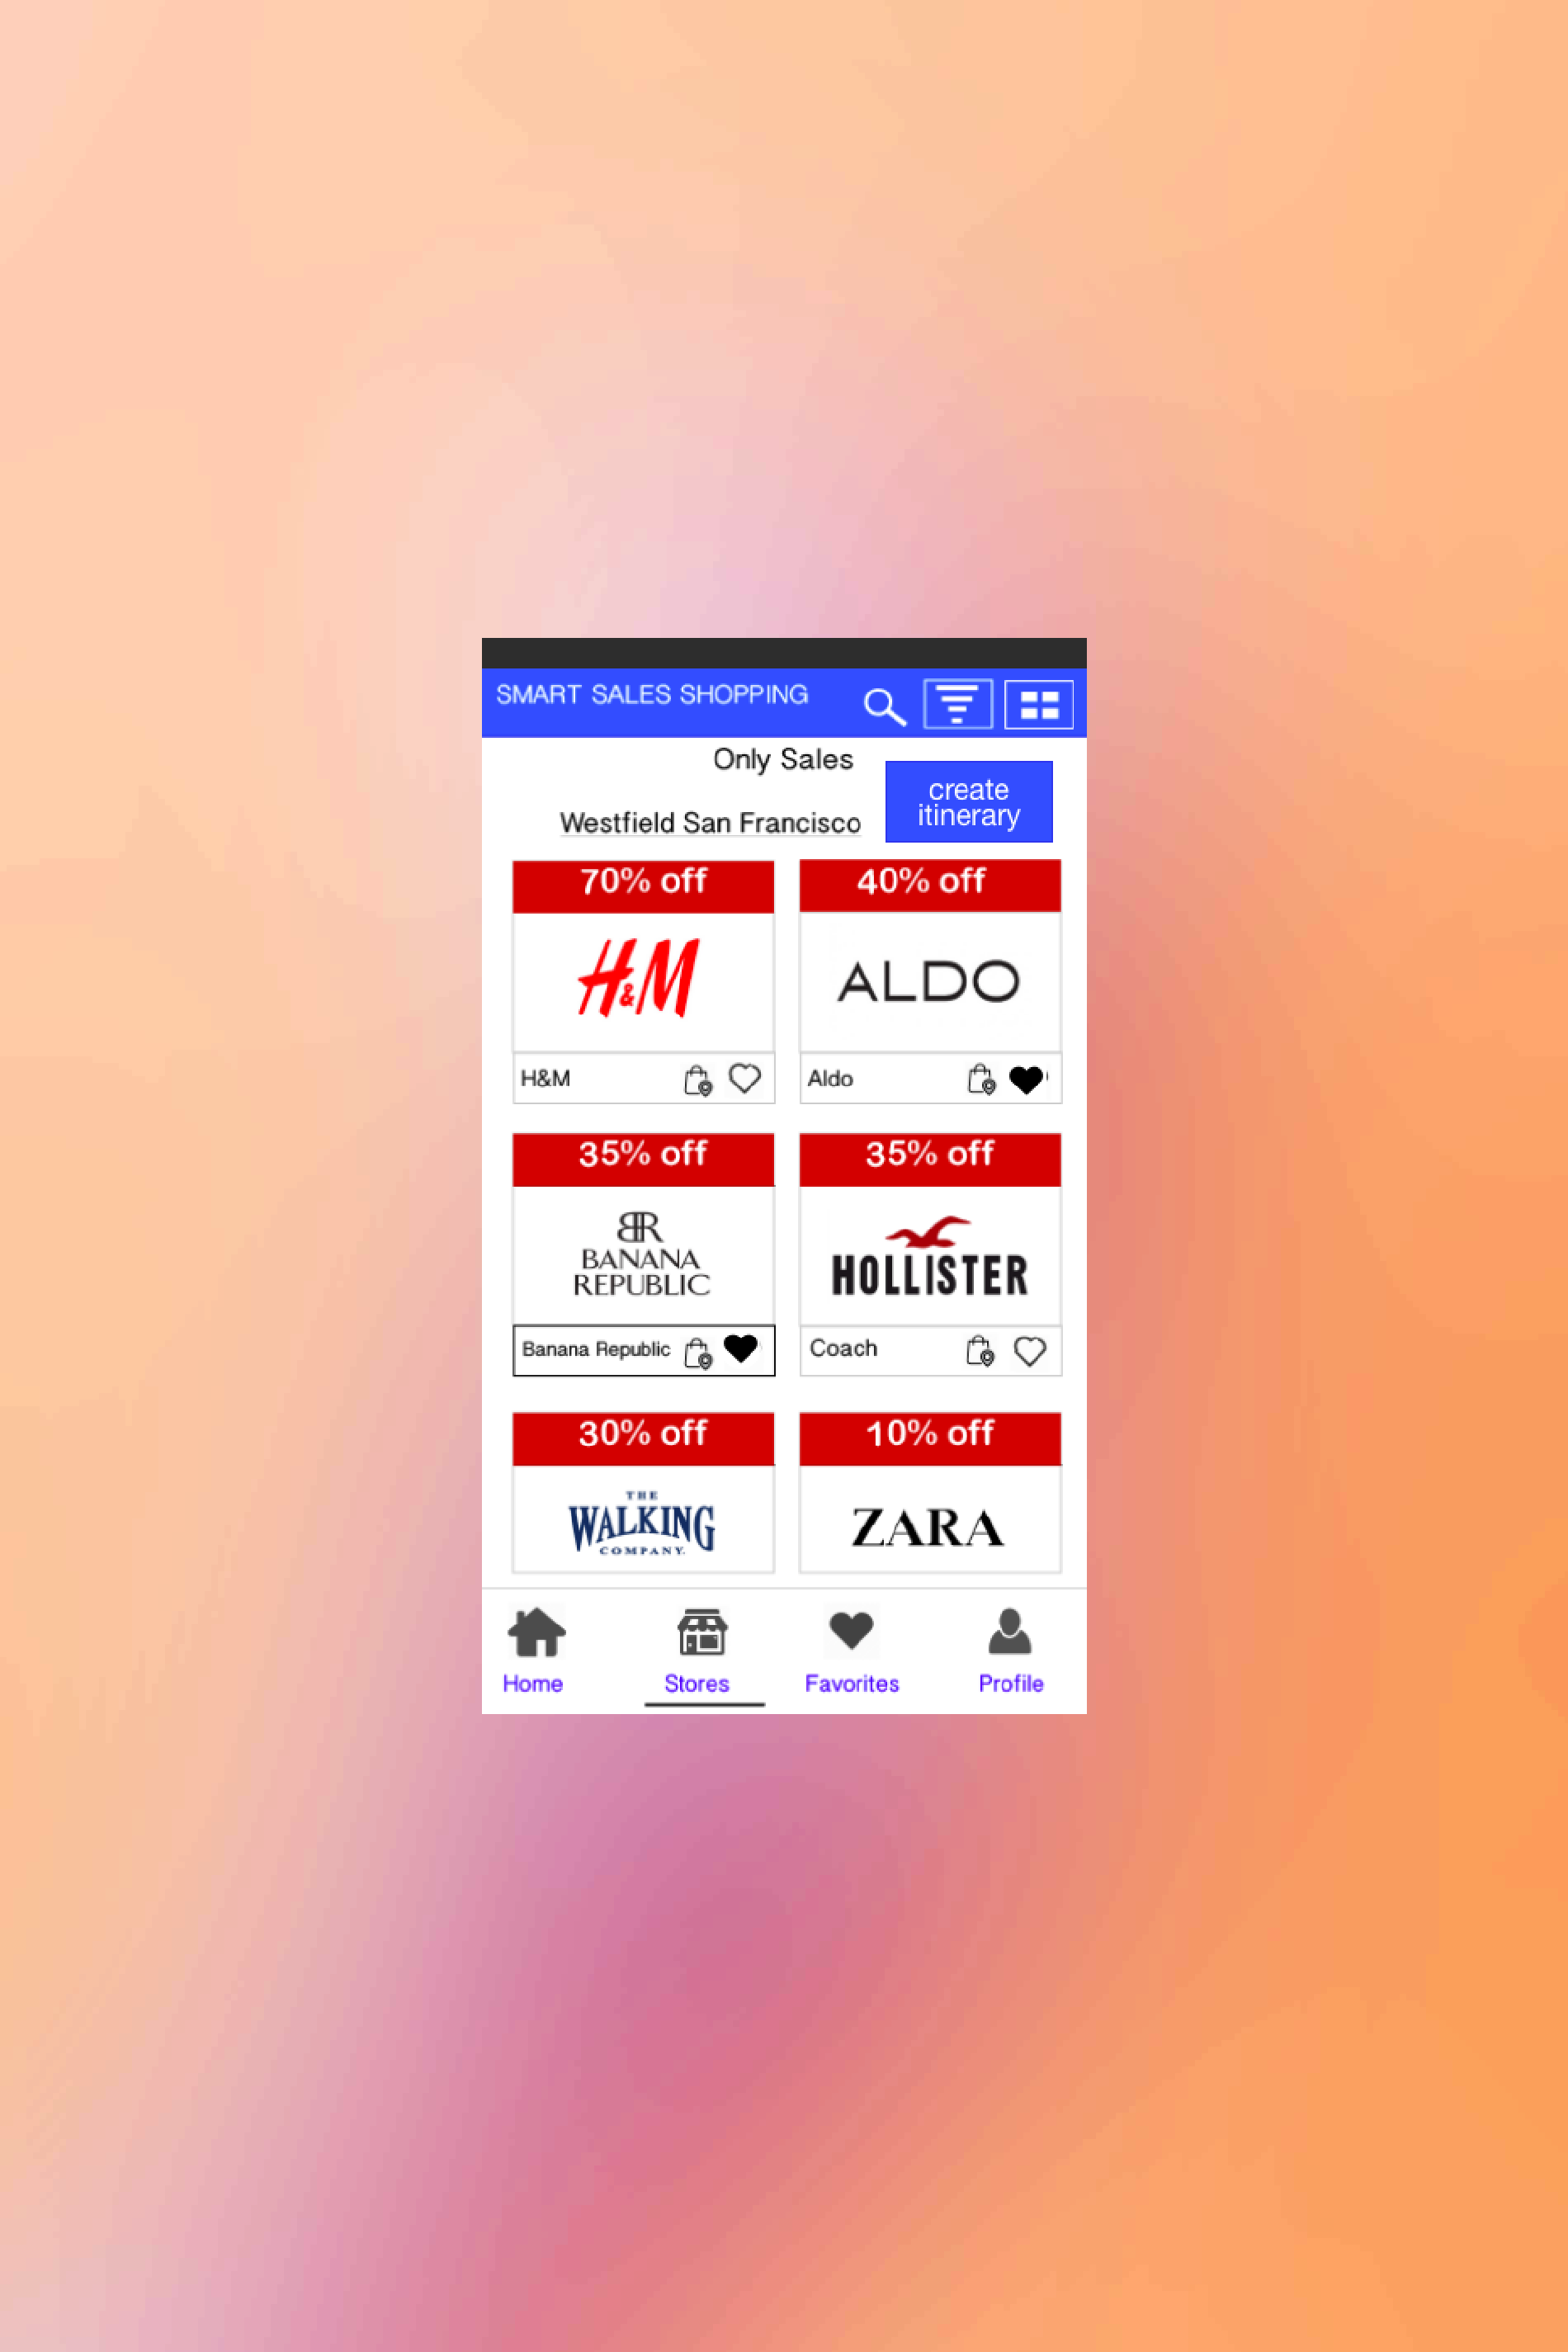 SMART SALES SHOPPING
Only Sales
create
itinerary
Westfield San Francisco
70% off
40% off
H&M
ALDO
H&M
Aldo
35% off
35% off
BR
BANANA
REPUBLIC
HOLLISTER
Banana Republic
Coach
30% off
10% off
THE
WALKING
COMPANY.
ZARA
Home
Stores
Favorites
Profile